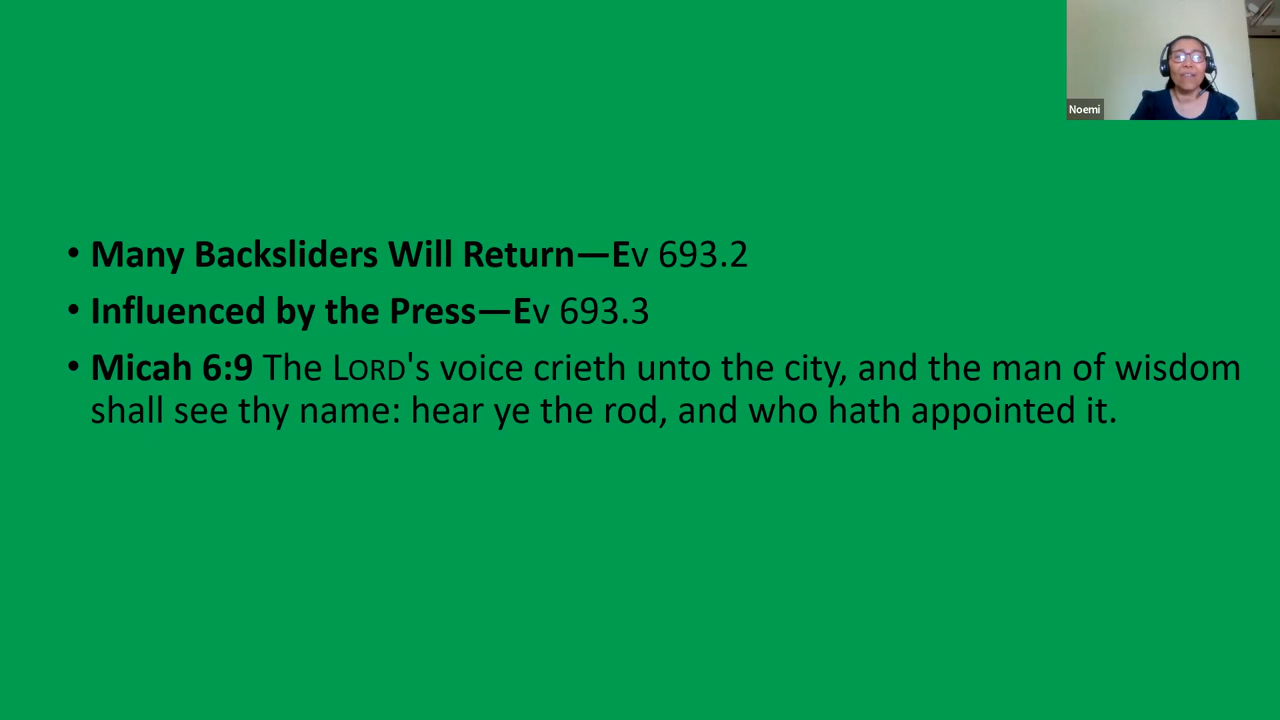 Noemi
• Many Backsliders Will Return—Ev 693.2
• Influenced by the Press—Ev 693.3
• Micah 6:9 The LORD's voice crieth unto the city, and the man of wisdom
shall see thy name: hear ye the rod, and who hath appointed it.